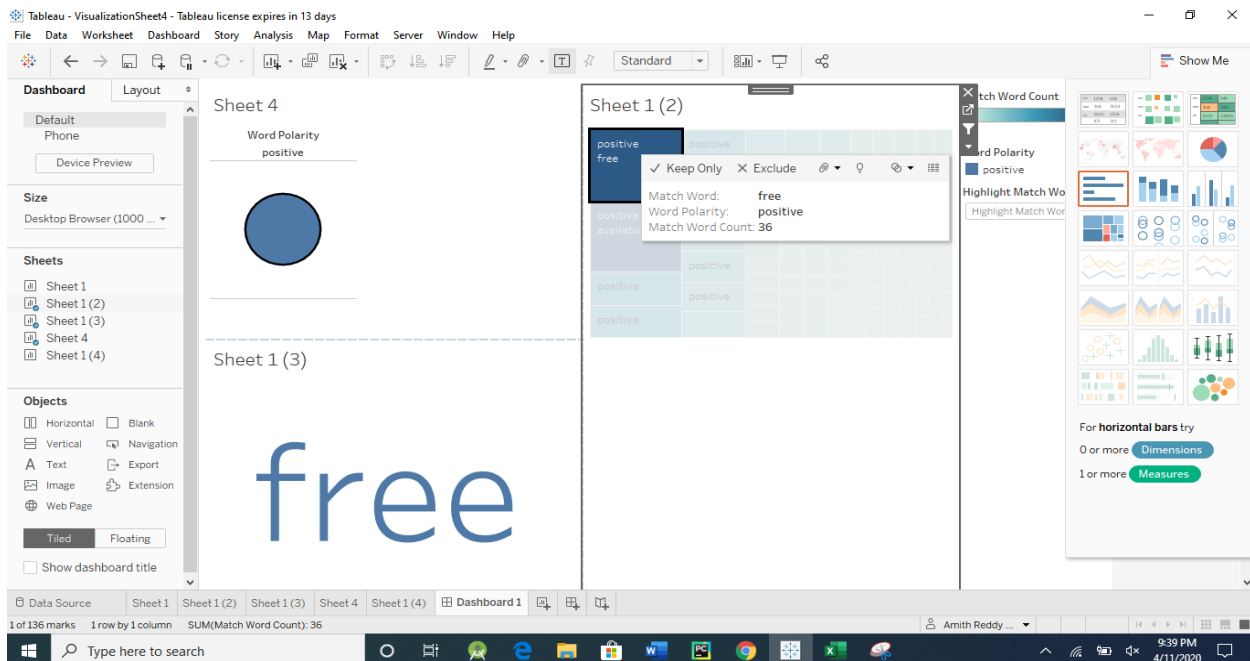 Tableau - VisualizationSheet4 - Tableau license expires in 13 days
File Data Worksheet Dashboard Story Analysis Map Format Server Window Help
Standard
Show Me
Dashboard Layout
Default
Phone
Device Preview
Size
Desktop Browser (1000 ...
Sheets
Sheet 1
Sheet 1 (2)
Sheet 1 (3)
Sheet 4
Sheet 1 (4)
Objects
Horizontal Blank
Vertical Navigation
A Text Export
Image Extension
Web Page
Tiled Floating
Show dashboard title
Sheet 4
Word Polarity
positive
Sheet 1 (3)
free
Sheet 1 (2)
positive
free
positive
positive
available
positive
positive
positive
positive
Keep Only Exclude
Match Word: free
Word Polarity: positive
Match Word Count: 36
tch Word Count
rd Polarity
positive
Highlight Match Wo
Highlight Match Wor
For horizontal bars try
0 or more Dimensions
1 or more Measures
Data Source Sheet 1 Sheet 1 (2) Sheet 1 (3) Sheet 4 Sheet 1 (4) Dashboard 1
1 of 136 marks 1 row by 1 column SUM(Match Word Count): 36
Amith Reddy ...
Type here to search
9:39 PM
4/11/2020